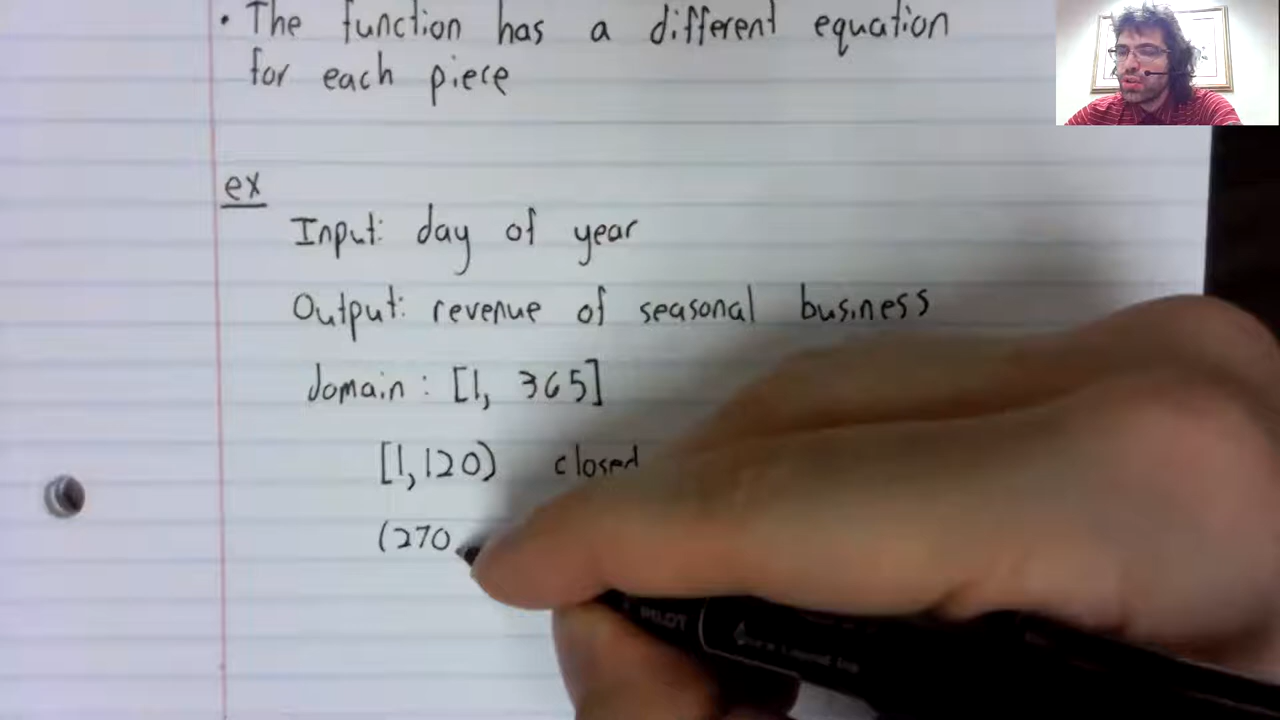 • The function has a different equation
for each piece
ex
Input: day of year
Output: revenue of seasonal business
domain : [1, 365]
[1,120) closed
(270
PILOT